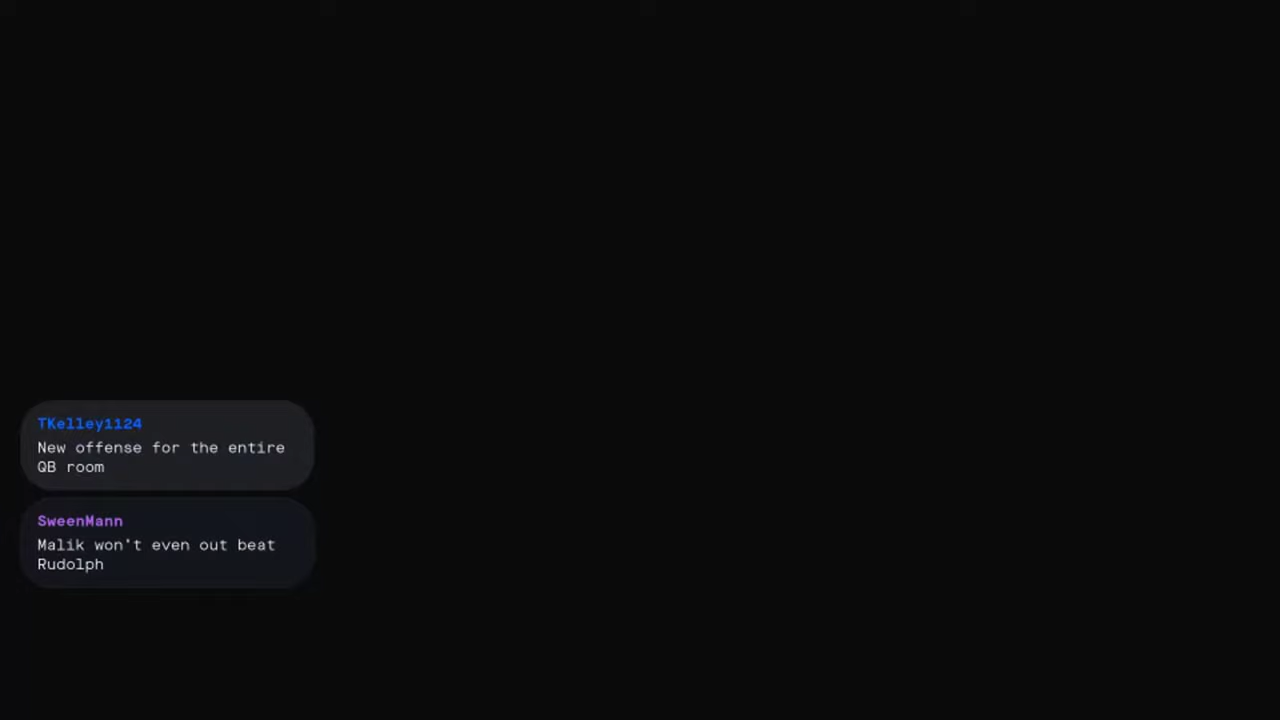 TKelley1124
New offense for the entire
QB room
SweenMann
Malik won't even out beat
Rudolph